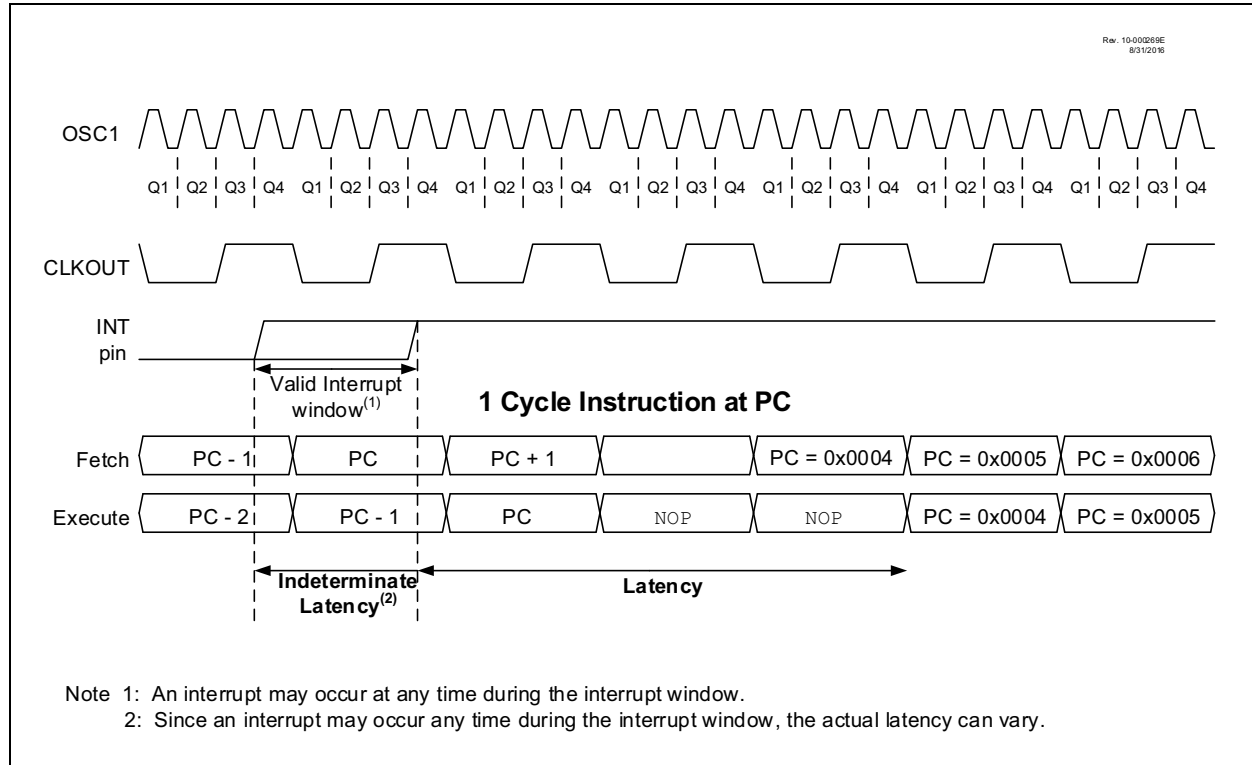 Rev. 10-000269E
8/31/2016
OSC1
Q1 Q2 Q3 Q4 Q1 Q2 Q3 Q4 Q1 Q2 Q3 Q4 Q1 Q2 Q3 Q4 Q1 Q2 Q3 Q4 Q1 Q2 Q3 Q4 Q1 Q2 Q3 Q4
CLKOUT
INT
pin
Valid Interrupt
window(1)
1 Cycle Instruction at PC
Fetch PC - 1 PC PC + 1 PC = 0x0004 PC = 0x0005 PC = 0x0006
Execute PC - 2 PC - 1 PC NOP NOP PC = 0x0004 PC = 0x0005
Indeterminate
Latency(2)
Latency
Note 1: An interrupt may occur at any time during the interrupt window.
2: Since an interrupt may occur any time during the interrupt window, the actual latency can vary.